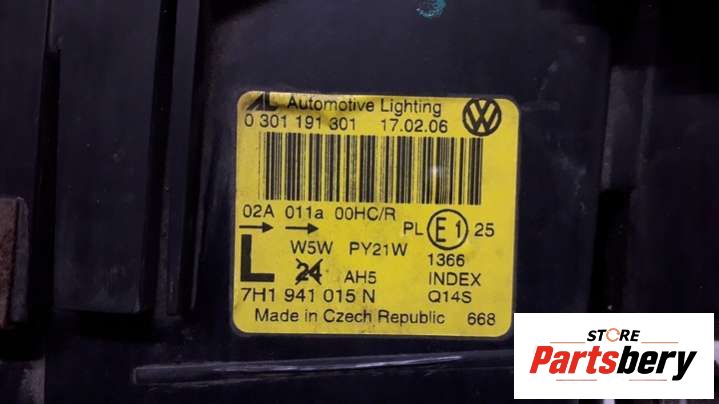 AL Automotive Lighting
0 301 191 301 17.02.06
02A 011a 00HC/R
PL E1 25
W5W PY21W 1366
L 24 AH5 INDEX
7H1 941 015 N Q14S
Made in Czech Republic 668
STORE
Partsbery